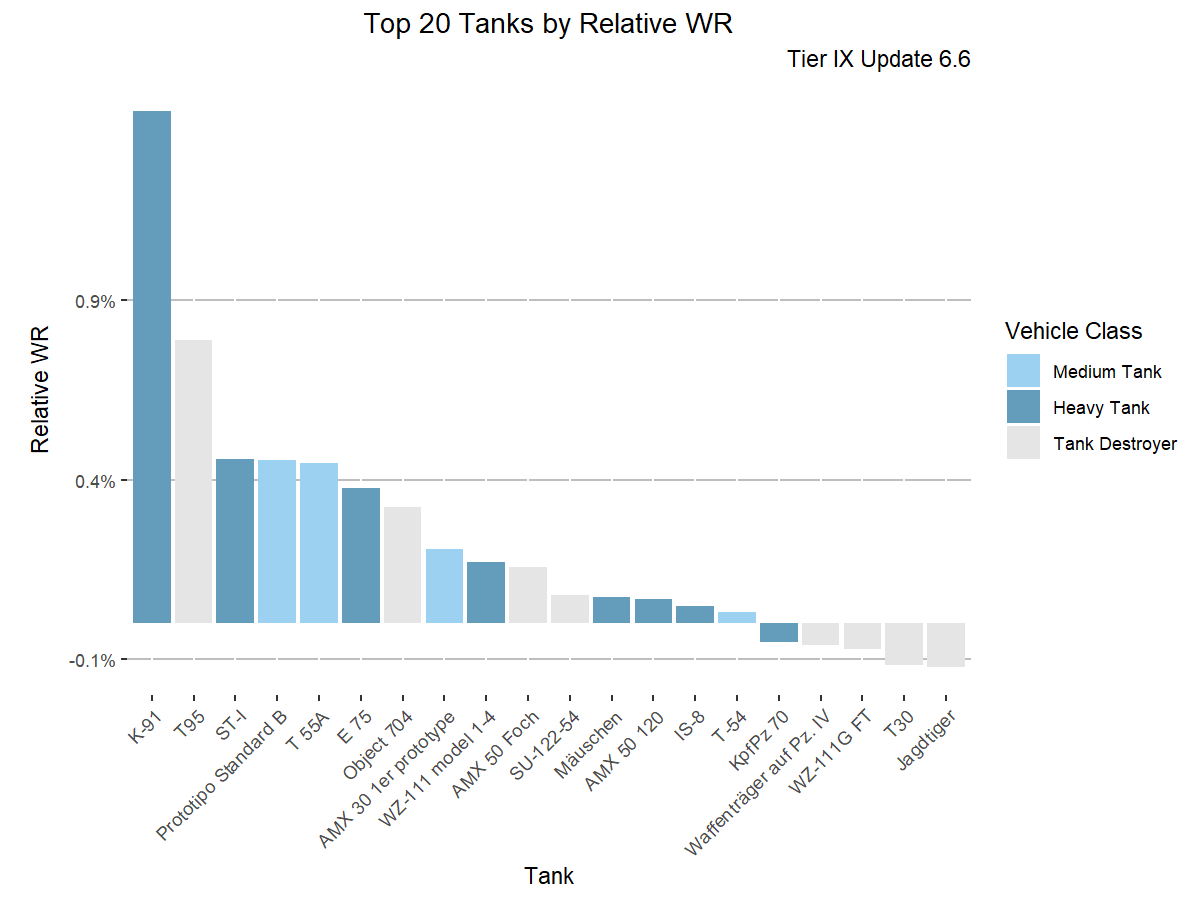 Top 20 Tanks by Relative WR
Tier IX Update 6.6
Relative WR
0.9%
0.4%
-0.1%
K-91
T95
ST-I
Prototipo Standard B
T 55A
E 75
Object 704
AMX 30 1er prototype
WZ-111 model 1-4
AMX 50 Foch
SU-122-54
Mäuschen
AMX 50 120
IS-8
T-54
KpfPz 70
Waffenträger auf Pz. IV
WZ-111G FT
T30
Jagdtiger
Tank
Vehicle Class
Medium Tank
Heavy Tank
Tank Destroyer